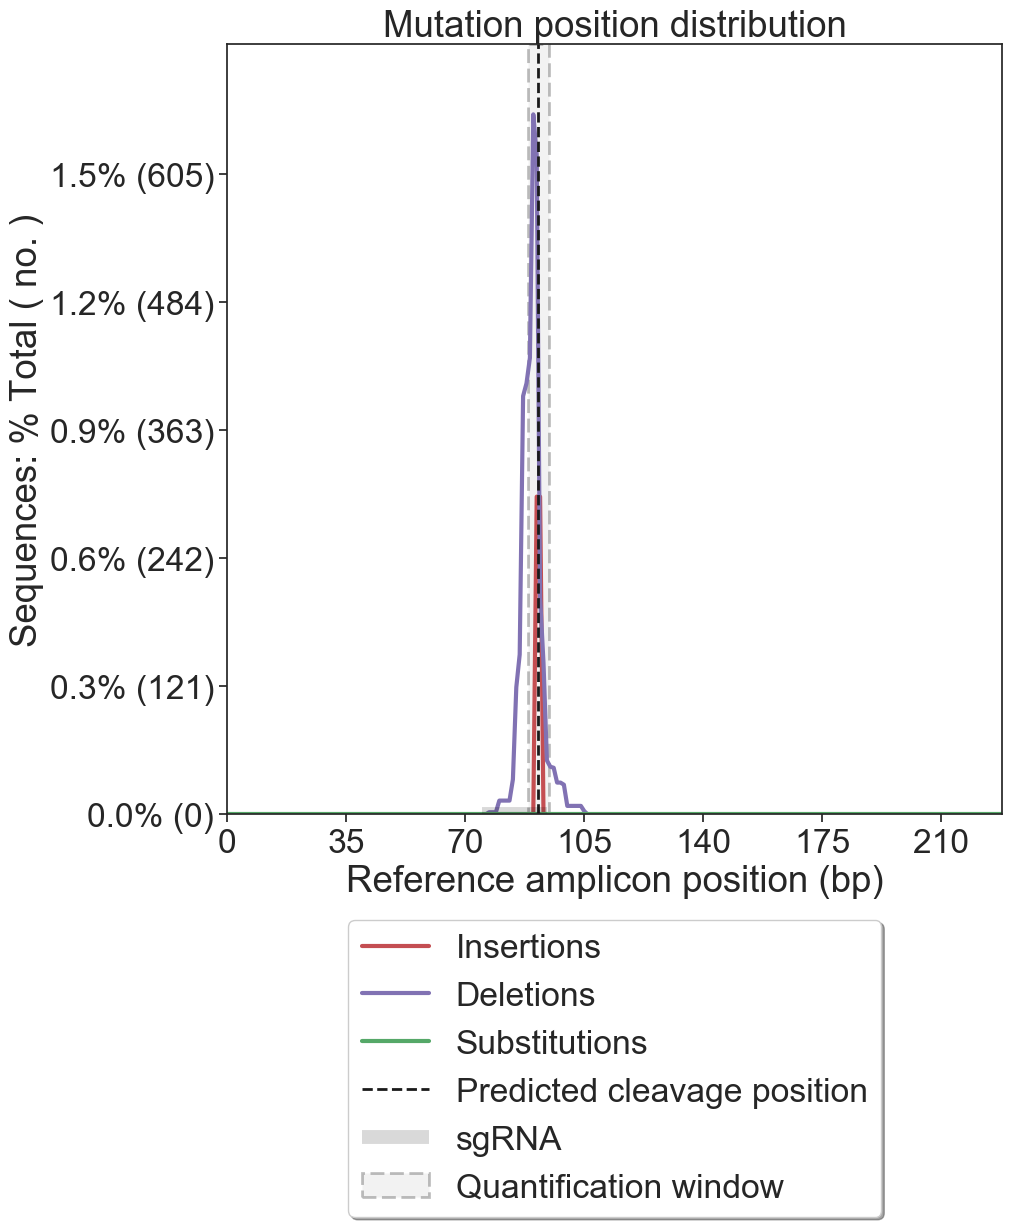 Mutation position distribution
Sequences: % Total ( no. )
1.5% (605)
1.2% (484)
0.9% (363)
0.6% (242)
0.3% (121)
0.0% (0)
0 35 70 105 140 175 210
Reference amplicon position (bp)
Insertions
Deletions
Substitutions
Predicted cleavage position
sgRNA
Quantification window